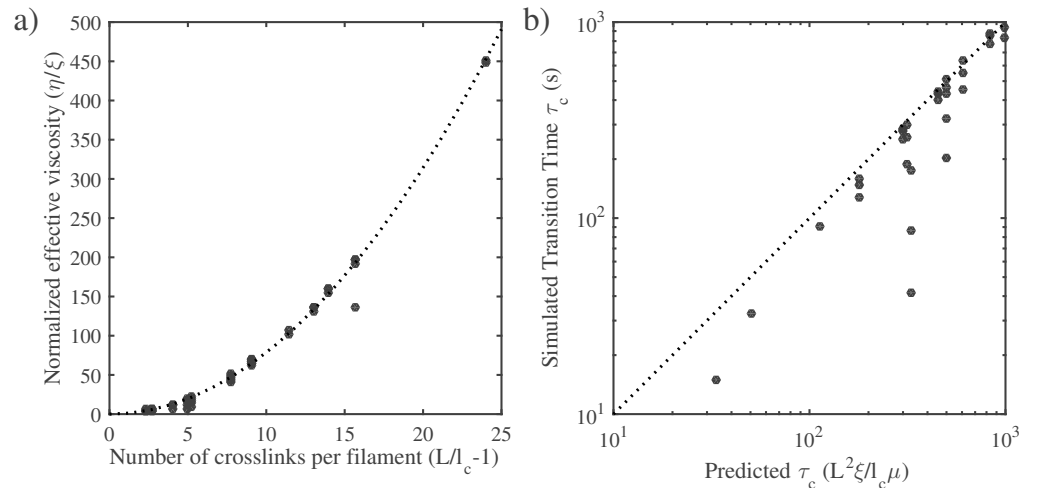 a)
Normalized effective viscosity (η/ξ)
500
450
400
350
300
250
200
150
100
50
0
0 5 10 15 20 25
Number of crosslinks per filament (L/l_c-1)
b)
Simulated Transition Time τ_c (s)
10^3
10^2
10^1
10^1 10^2 10^3
Predicted τ_c (L^2ξ/l_cμ)